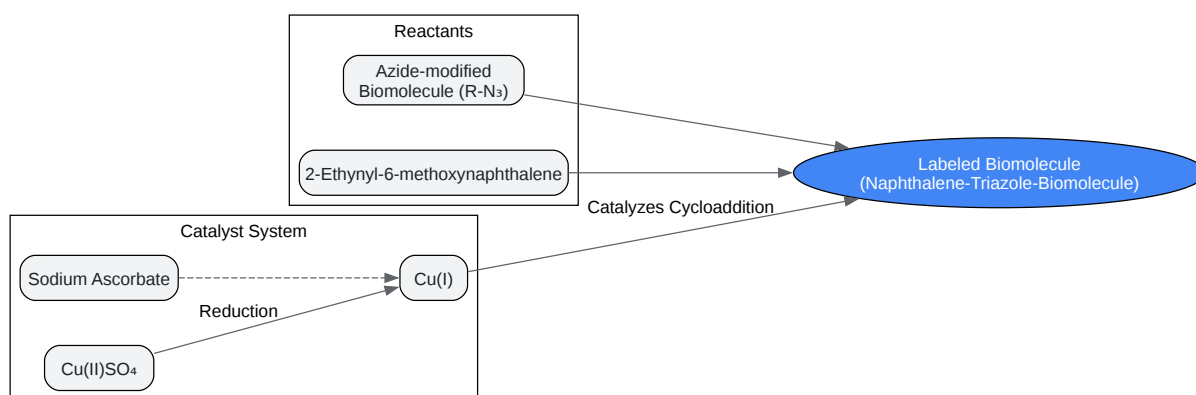 Reactants
Azide-modified
Biomolecule (R-N₃)
2-Ethynyl-6-methoxynaphthalene
Labeled Biomolecule
(Naphthalene-Triazole-Biomolecule)
Catalyzes Cycloaddition
Catalyst System
Sodium Ascorbate
Cu(I)
Reduction
Cu(II)SO₄